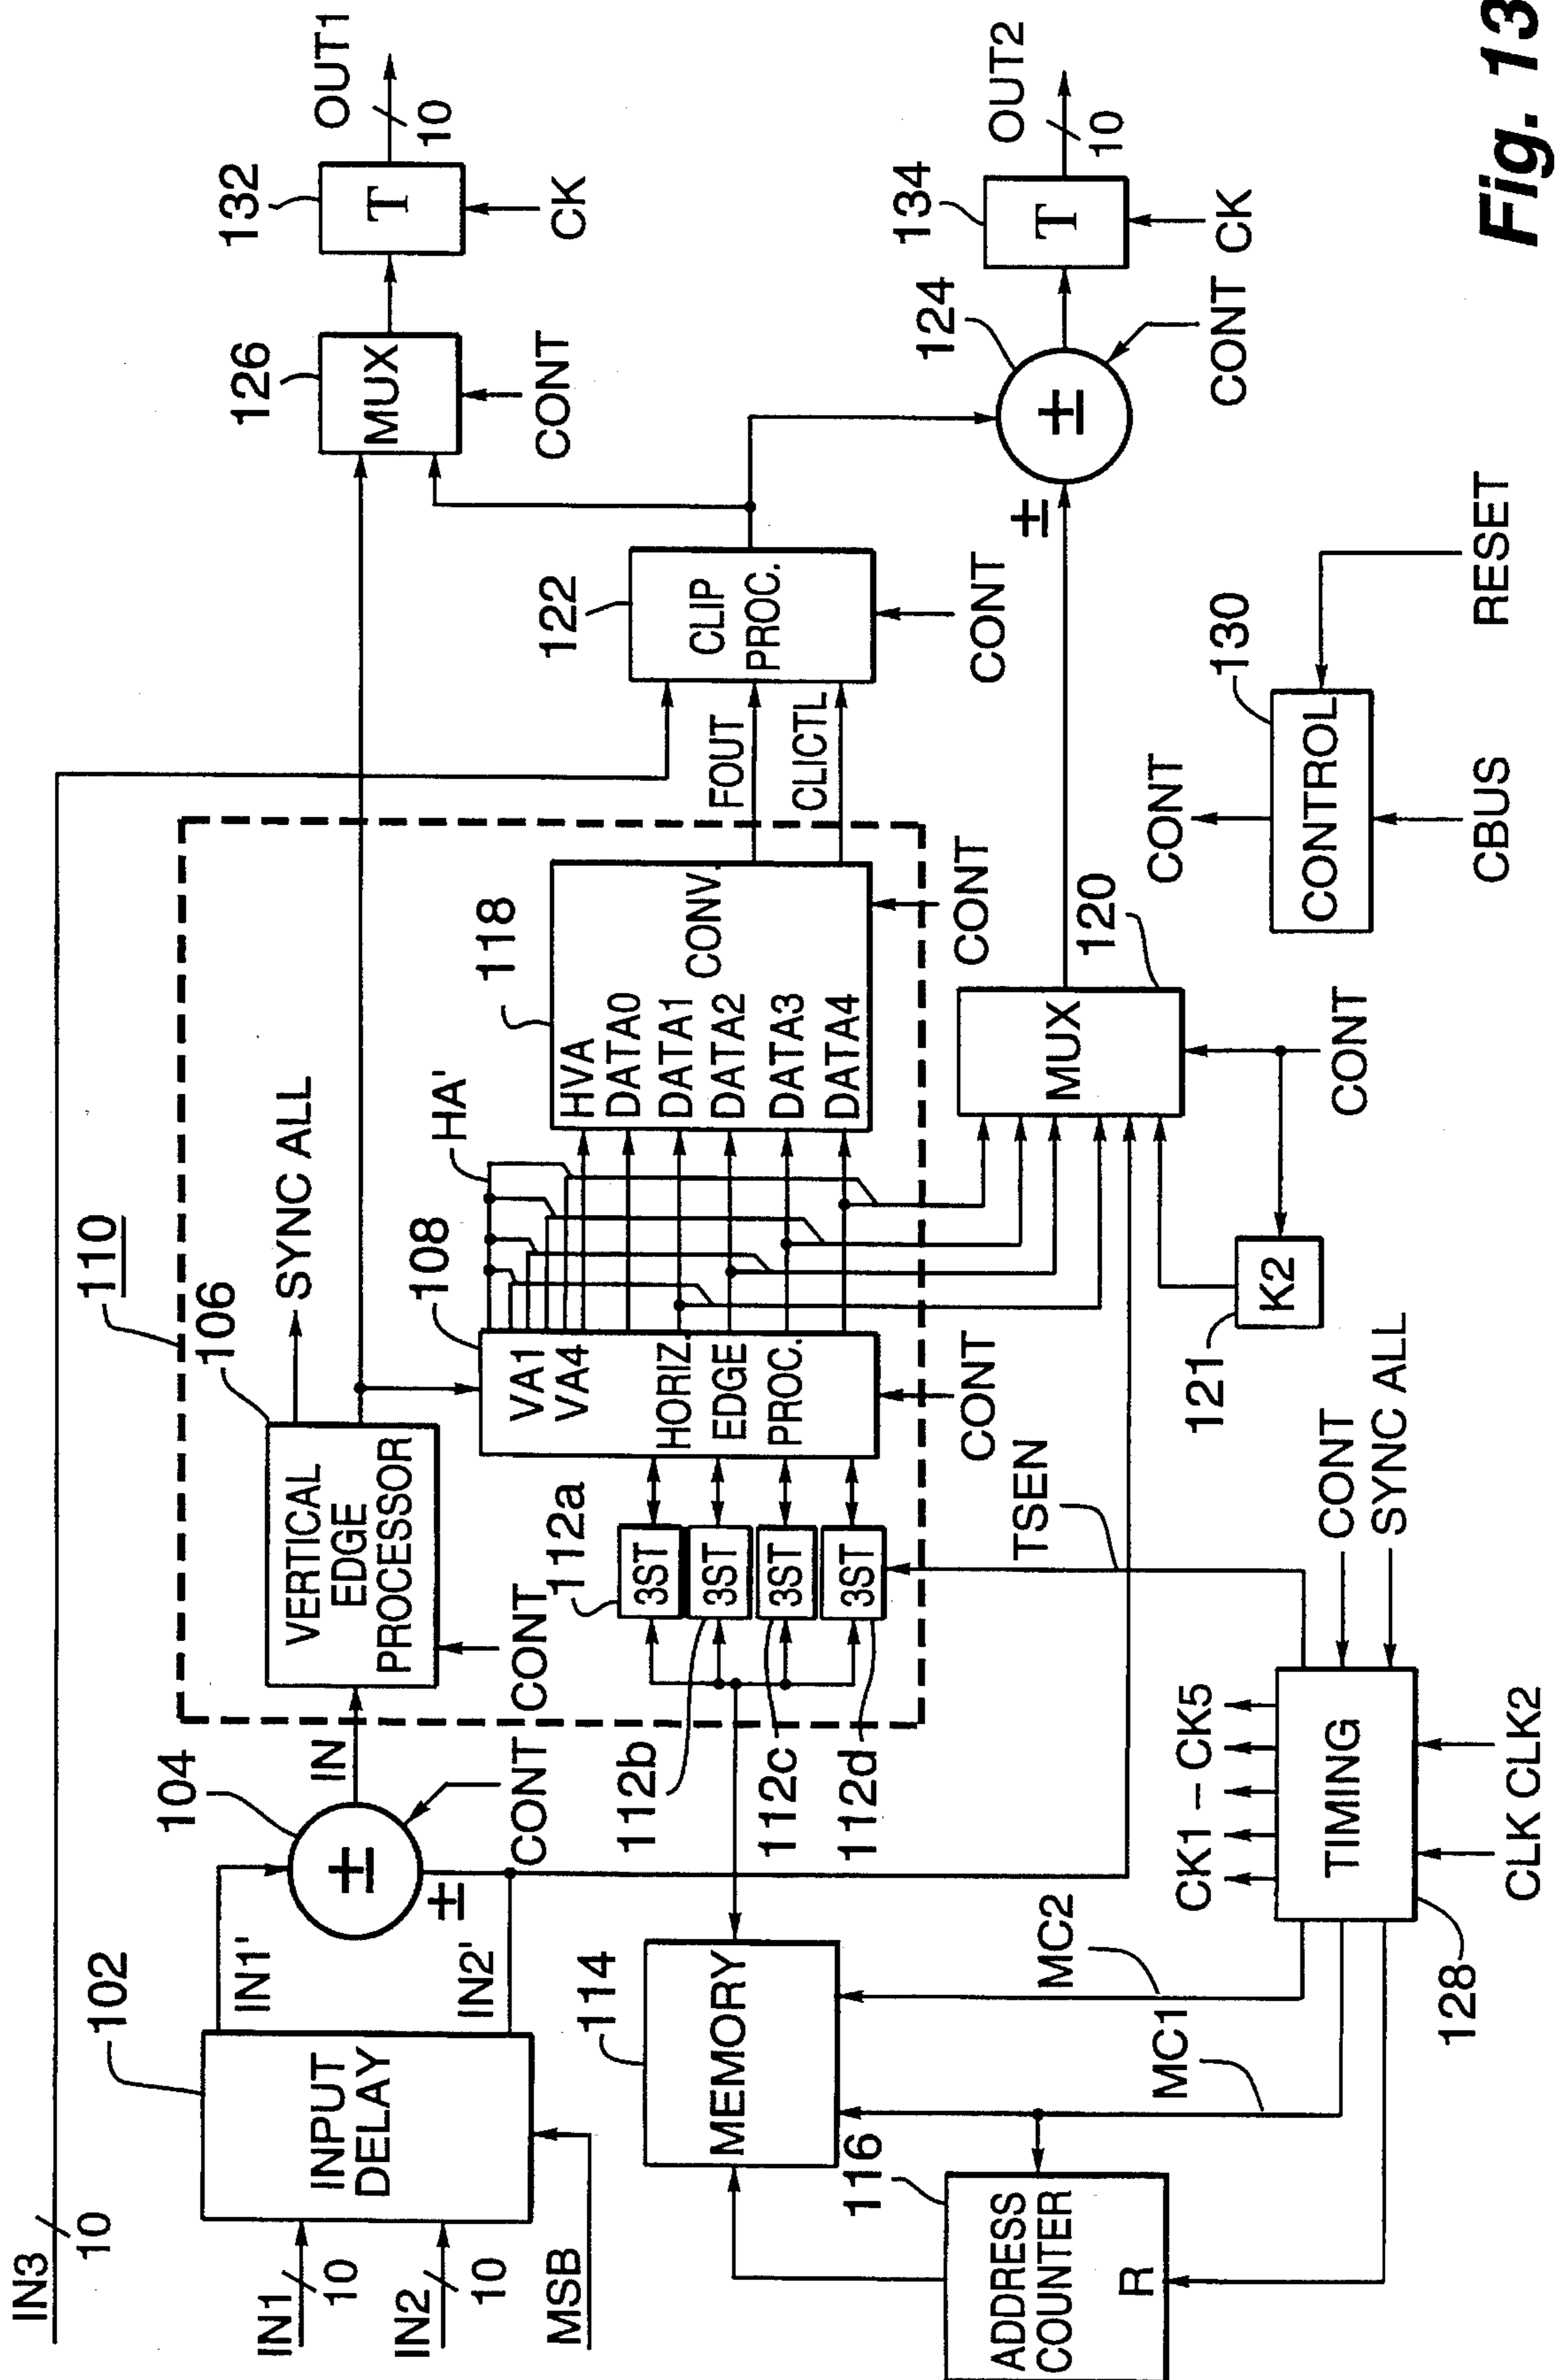 IN3
10
IN1
10
IN2
10
MSB
102
INPUT
DELAY
IN1'
IN2'
104
±
±
IN
CONT
110
106
VERTICAL
EDGE
PROCESSOR
CONT
SYNC ALL
108
VA1
VA4
HORIZ.
EDGE
PROC.
CONT
HA'
112a
3ST
3ST
3ST
3ST
112b
112c
112d
118
HVA
DATA0
DATA1
DATA2
DATA3
DATA4
CONV.
CONT
FOUT
CLICTL
122
CLIP
PROC.
CONT
126
MUX
CONT
132
T
CK
OUT1
10
114
MEMORY
116
ADDRESS
COUNTER
R
MC1
MC2
TSEN
128
TIMING
CK1 – CK5
CLK CLK2
CONT
SYNC ALL
120
MUX
CONT
121
K2
124
±
±
CONT
134
T
CK
OUT2
10
130
CONTROL
CONT
CBUS
RESET
Fig. 13